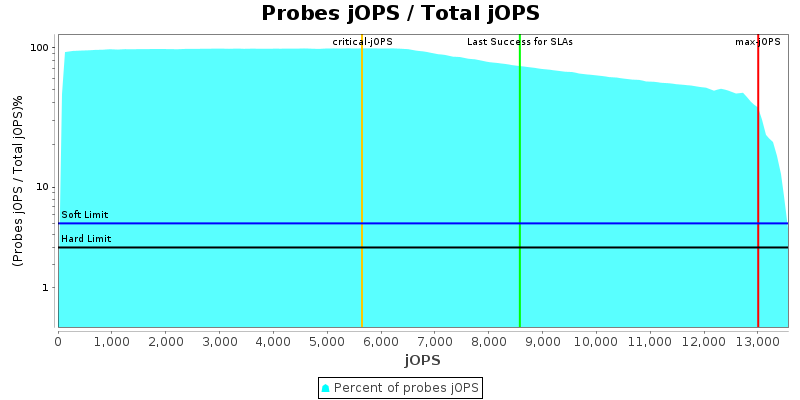 Probes jOPS / Total jOPS
(Probes jOPS / Total jOPS)%
100
10
1
critical-jOPS
Last Success for SLAs
max-jOPS
Soft Limit
Hard Limit
0 1,000 2,000 3,000 4,000 5,000 6,000 7,000 8,000 9,000 10,000 11,000 12,000 13,000
jOPS
Percent of probes jOPS